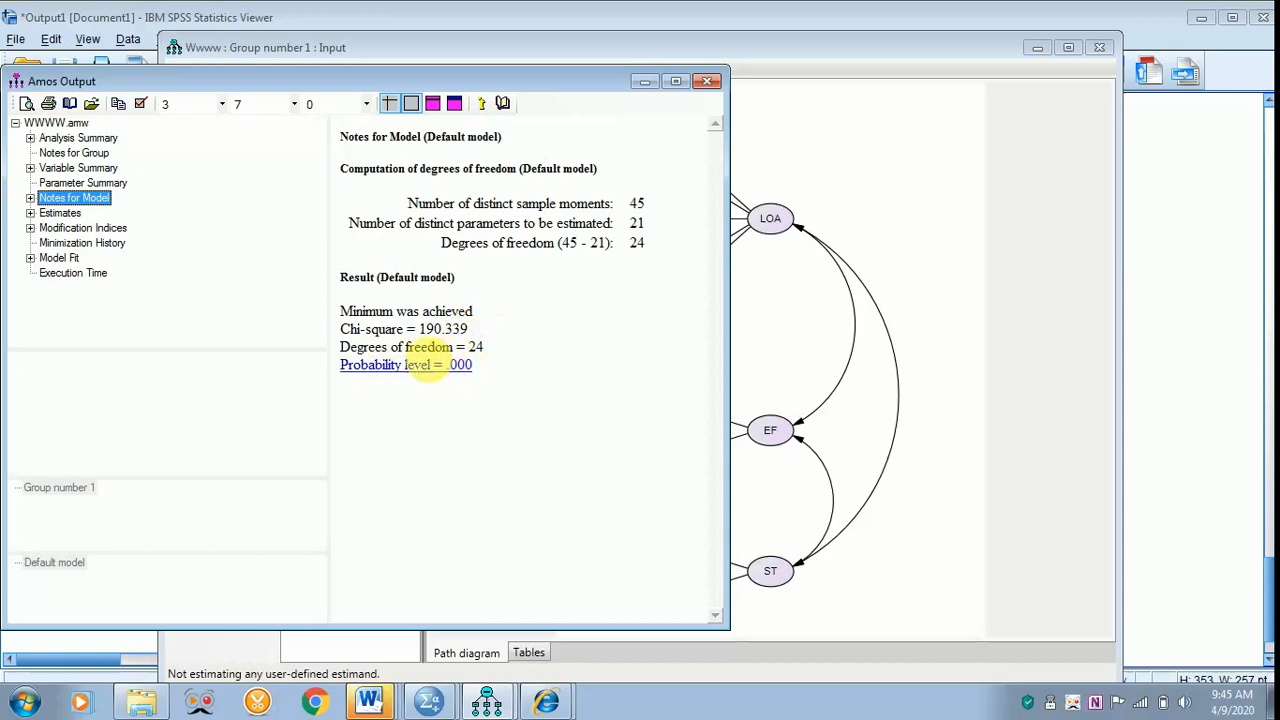 *Output1 [Document1] - IBM SPSS Statistics Viewer
File Edit View Data
Wwww : Group number 1 : Input
Amos Output
3 7 0
WWWW.amw
Analysis Summary
Notes for Group
Variable Summary
Parameter Summary
Notes for Model
Estimates
Modification Indices
Minimization History
Model Fit
Execution Time
Group number 1
Default model
Notes for Model (Default model)
Computation of degrees of freedom (Default model)
Number of distinct sample moments: 45
Number of distinct parameters to be estimated: 21
Degrees of freedom (45 - 21): 24
Result (Default model)
Minimum was achieved
Chi-square = 190.339
Degrees of freedom = 24
Probability level = .000
LOA
EF
ST
Path diagram Tables
Not estimating any user-defined estimand.
H: 353, W: 257 pt.
9:45 AM
4/9/2020